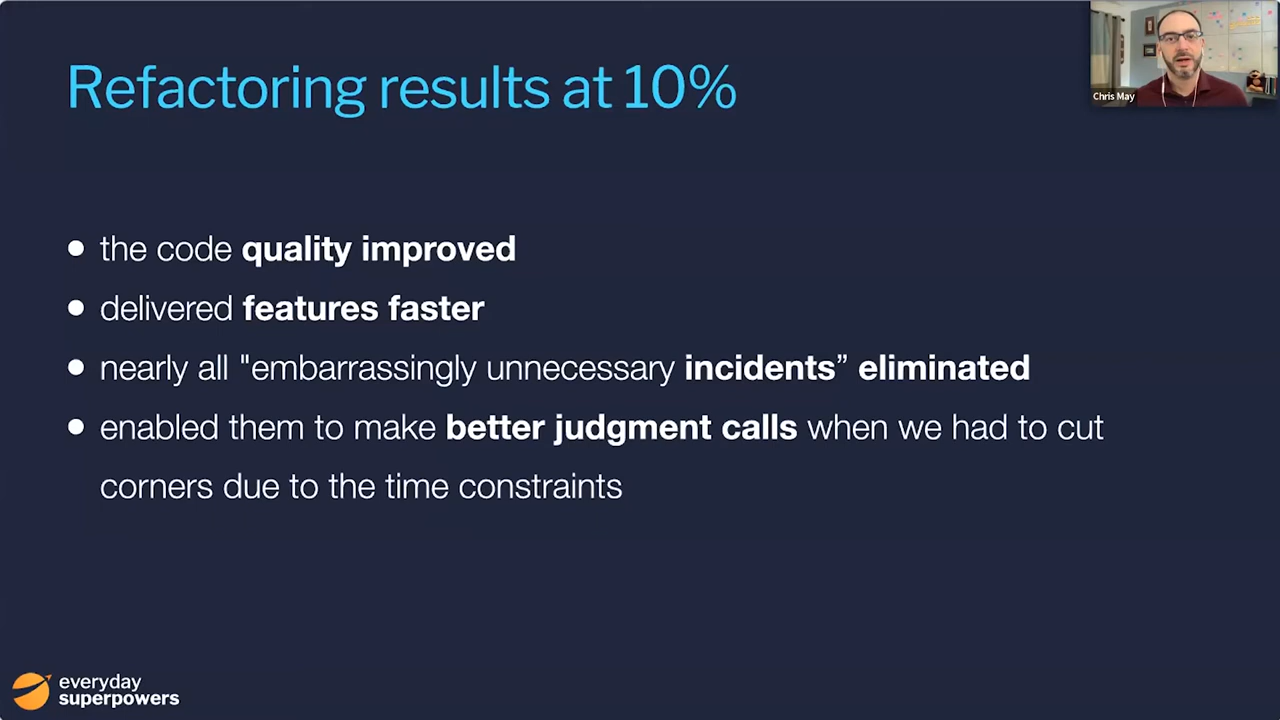 Refactoring results at 10%
Chris May
• the code quality improved
• delivered features faster
• nearly all "embarrassingly unnecessary incidents” eliminated
• enabled them to make better judgment calls when we had to cut
corners due to the time constraints
everyday
superpowers